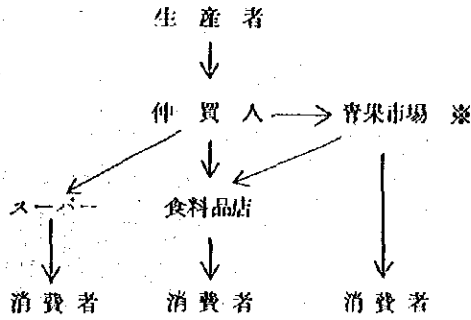 生産者
仲買人 青果市場 ※
スーパー 食料品店
消費者 消費者 消費者